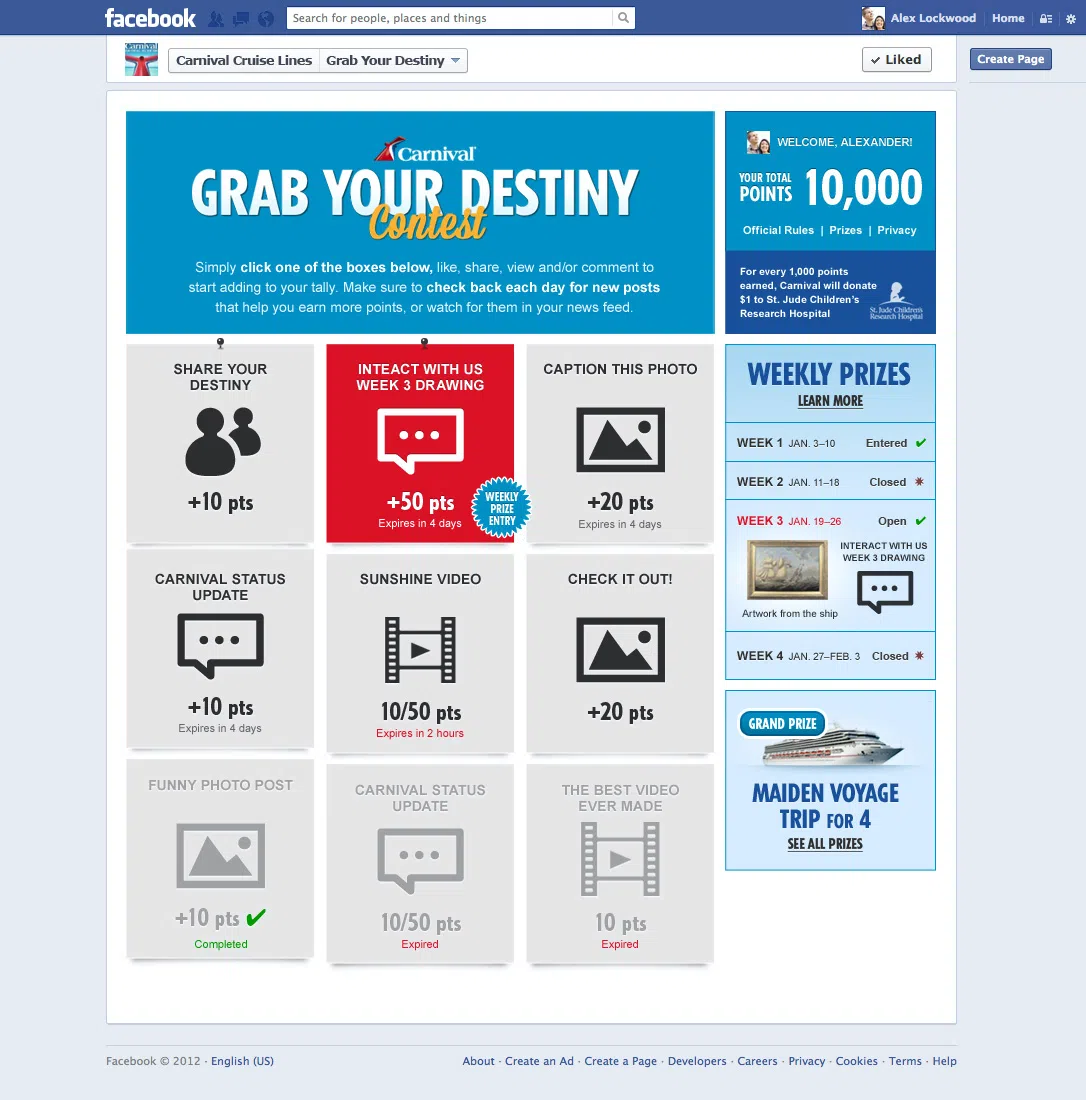 facebook
Search for people, places and things
Alex Lockwood
Home
Carnival
Carnival Cruise Lines
Grab Your Destiny
✓ Liked
Create Page
Carnival
GRAB YOUR DESTINY
Contest
Simply click one of the boxes below, like, share, view and/or comment to
start adding to your tally. Make sure to check back each day for new posts
that help you earn more points, or watch for them in your news feed.
WELCOME, ALEXANDER!
YOUR TOTAL
POINTS
10,000
Official Rules | Prizes | Privacy
For every 1,000 points
earned, Carnival will donate
$1 to St. Jude Children's
Research Hospital
St. Jude Children's
Research Hospital
SHARE YOUR
DESTINY
+10 pts
INTEACT WITH US
WEEK 3 DRAWING
+50 pts
Expires in 4 days
WEEKLY
PRIZE
ENTRY
CAPTION THIS PHOTO
+20 pts
Expires in 4 days
CARNIVAL STATUS
UPDATE
+10 pts
Expires in 4 days
SUNSHINE VIDEO
10/50 pts
Expires in 2 hours
CHECK IT OUT!
+20 pts
FUNNY PHOTO POST
+10 pts ✔
Completed
CARNIVAL STATUS
UPDATE
10/50 pts
Expired
THE BEST VIDEO
EVER MADE
10 pts
Expired
WEEKLY PRIZES
LEARN MORE
WEEK 1 JAN. 3–10 Entered ✔
WEEK 2 JAN. 11–18 Closed
WEEK 3 JAN. 19–26 Open ✔
INTERACT WITH US
WEEK 3 DRAWING
Artwork from the ship
WEEK 4 JAN. 27–FEB. 3 Closed
GRAND PRIZE
MAIDEN VOYAGE
TRIP FOR 4
SEE ALL PRIZES
Facebook © 2012 · English (US)
About · Create an Ad · Create a Page · Developers · Careers · Privacy · Cookies · Terms · Help